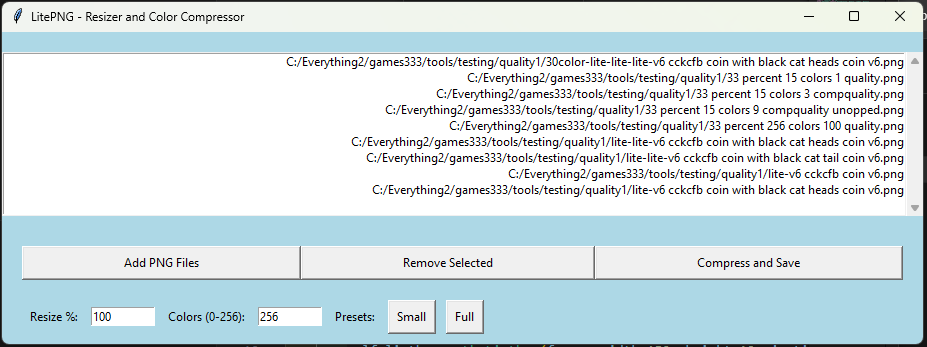 LitePNG - Resizer and Color Compressor
C:/Everything2/games333/tools/testing/quality1/30color-lite-lite-lite-v6 cckcfb coin with black cat heads coin v6.png
C:/Everything2/games333/tools/testing/quality1/33 percent 15 colors 1 quality.png
C:/Everything2/games333/tools/testing/quality1/33 percent 15 colors 3 compquality.png
C:/Everything2/games333/tools/testing/quality1/33 percent 15 colors 9 compquality unopped.png
C:/Everything2/games333/tools/testing/quality1/33 percent 256 colors 100 quality.png
C:/Everything2/games333/tools/testing/quality1/lite-lite-v6 cckcfb coin with black cat heads coin v6.png
C:/Everything2/games333/tools/testing/quality1/lite-lite-v6 cckcfb coin with black cat tail coin v6.png
C:/Everything2/games333/tools/testing/quality1/lite-v6 cckcfb coin v6.png
C:/Everything2/games333/tools/testing/quality1/lite-v6 cckcfb coin with black cat heads coin v6.png
Add PNG Files Remove Selected Compress and Save
Resize %: 100 Colors (0-256): 256 Presets: Small Full